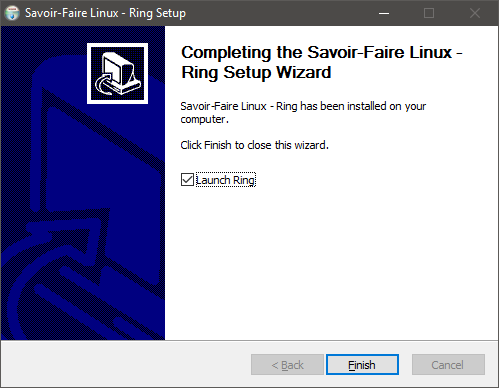 Savoir-Faire Linux - Ring Setup
Completing the Savoir-Faire Linux -
Ring Setup Wizard
Savoir-Faire Linux - Ring has been installed on your
computer.
Click Finish to close this wizard.
Launch Ring
< Back
Finish
Cancel